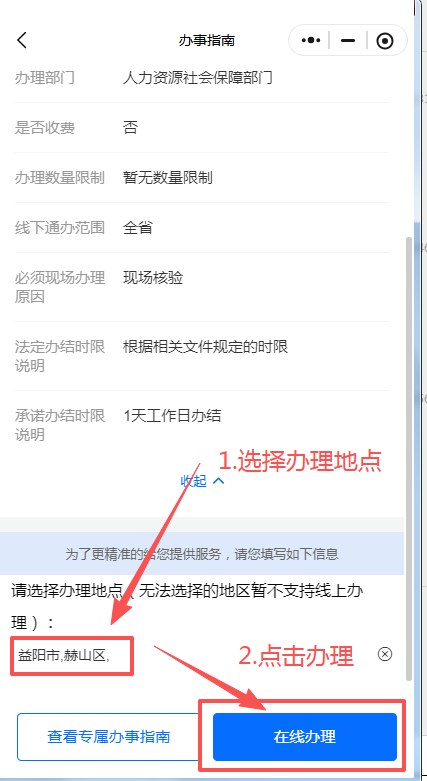 办事指南
办理部门 人力资源社会保障部门
是否收费 否
办理数量限制 暂无数量限制
线下通办范围 全省
必须现场办理 现场核验
原因
法定办结时限 根据相关文件规定的时限
说明
承诺办结时限 1天工作日办结
说明
1.选择办理地点
收起
为了更精准的给您提供服务，请您填写如下信息
请选择办理地点（无法选择的地区暂不支持线上办
理）：
益阳市,赫山区,
2.点击办理
查看专属办事指南
在线办理